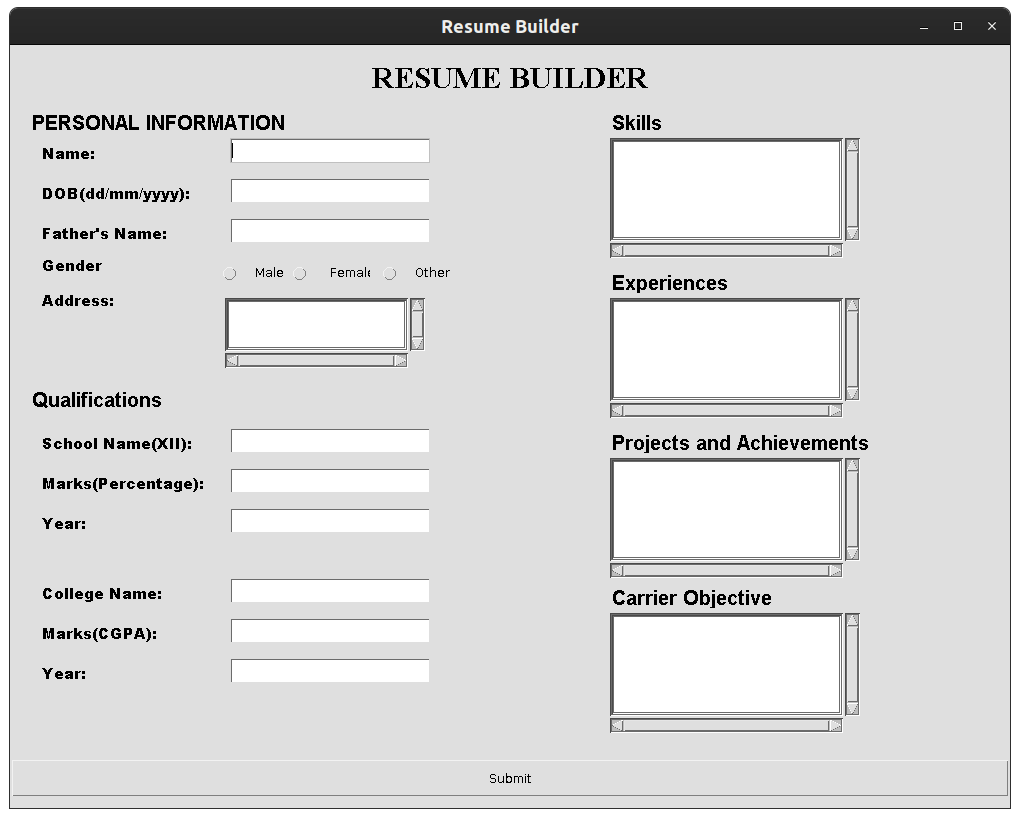 Resume Builder
RESUME BUILDER
PERSONAL INFORMATION
Name:
DOB(dd/mm/yyyy):
Father's Name:
Gender
Male
Female
Other
Address:
Qualifications
School Name(XII):
Marks(Percentage):
Year:
College Name:
Marks(CGPA):
Year:
Skills
Experiences
Projects and Achievements
Carrier Objective
Submit